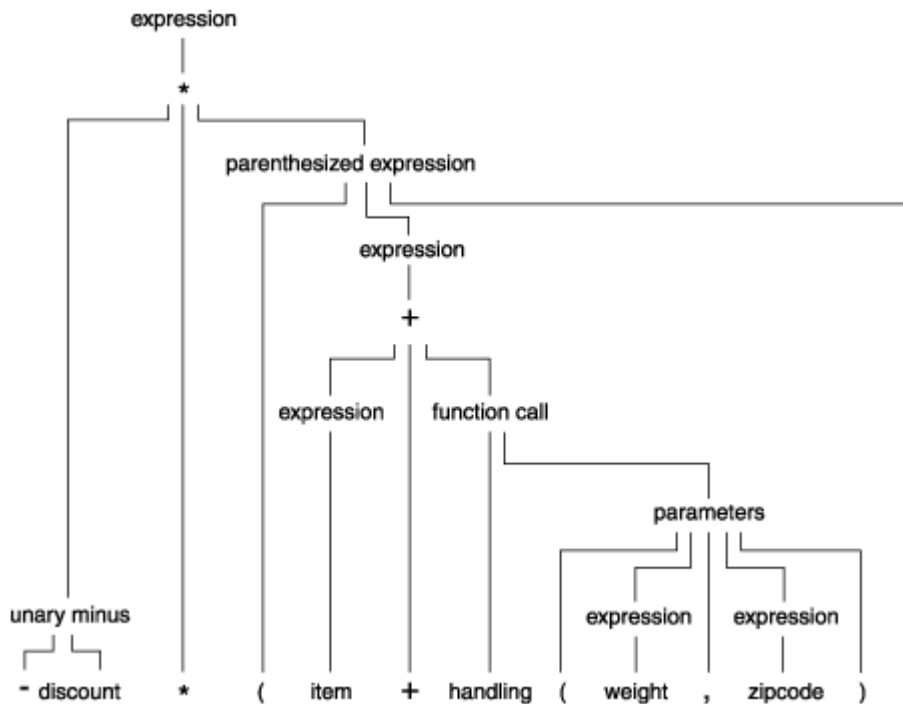 expression
*
parenthesized expression
expression
+
expression function call
parameters
unary minus expression expression
- discount * ( item + handling ( weight , zipcode )